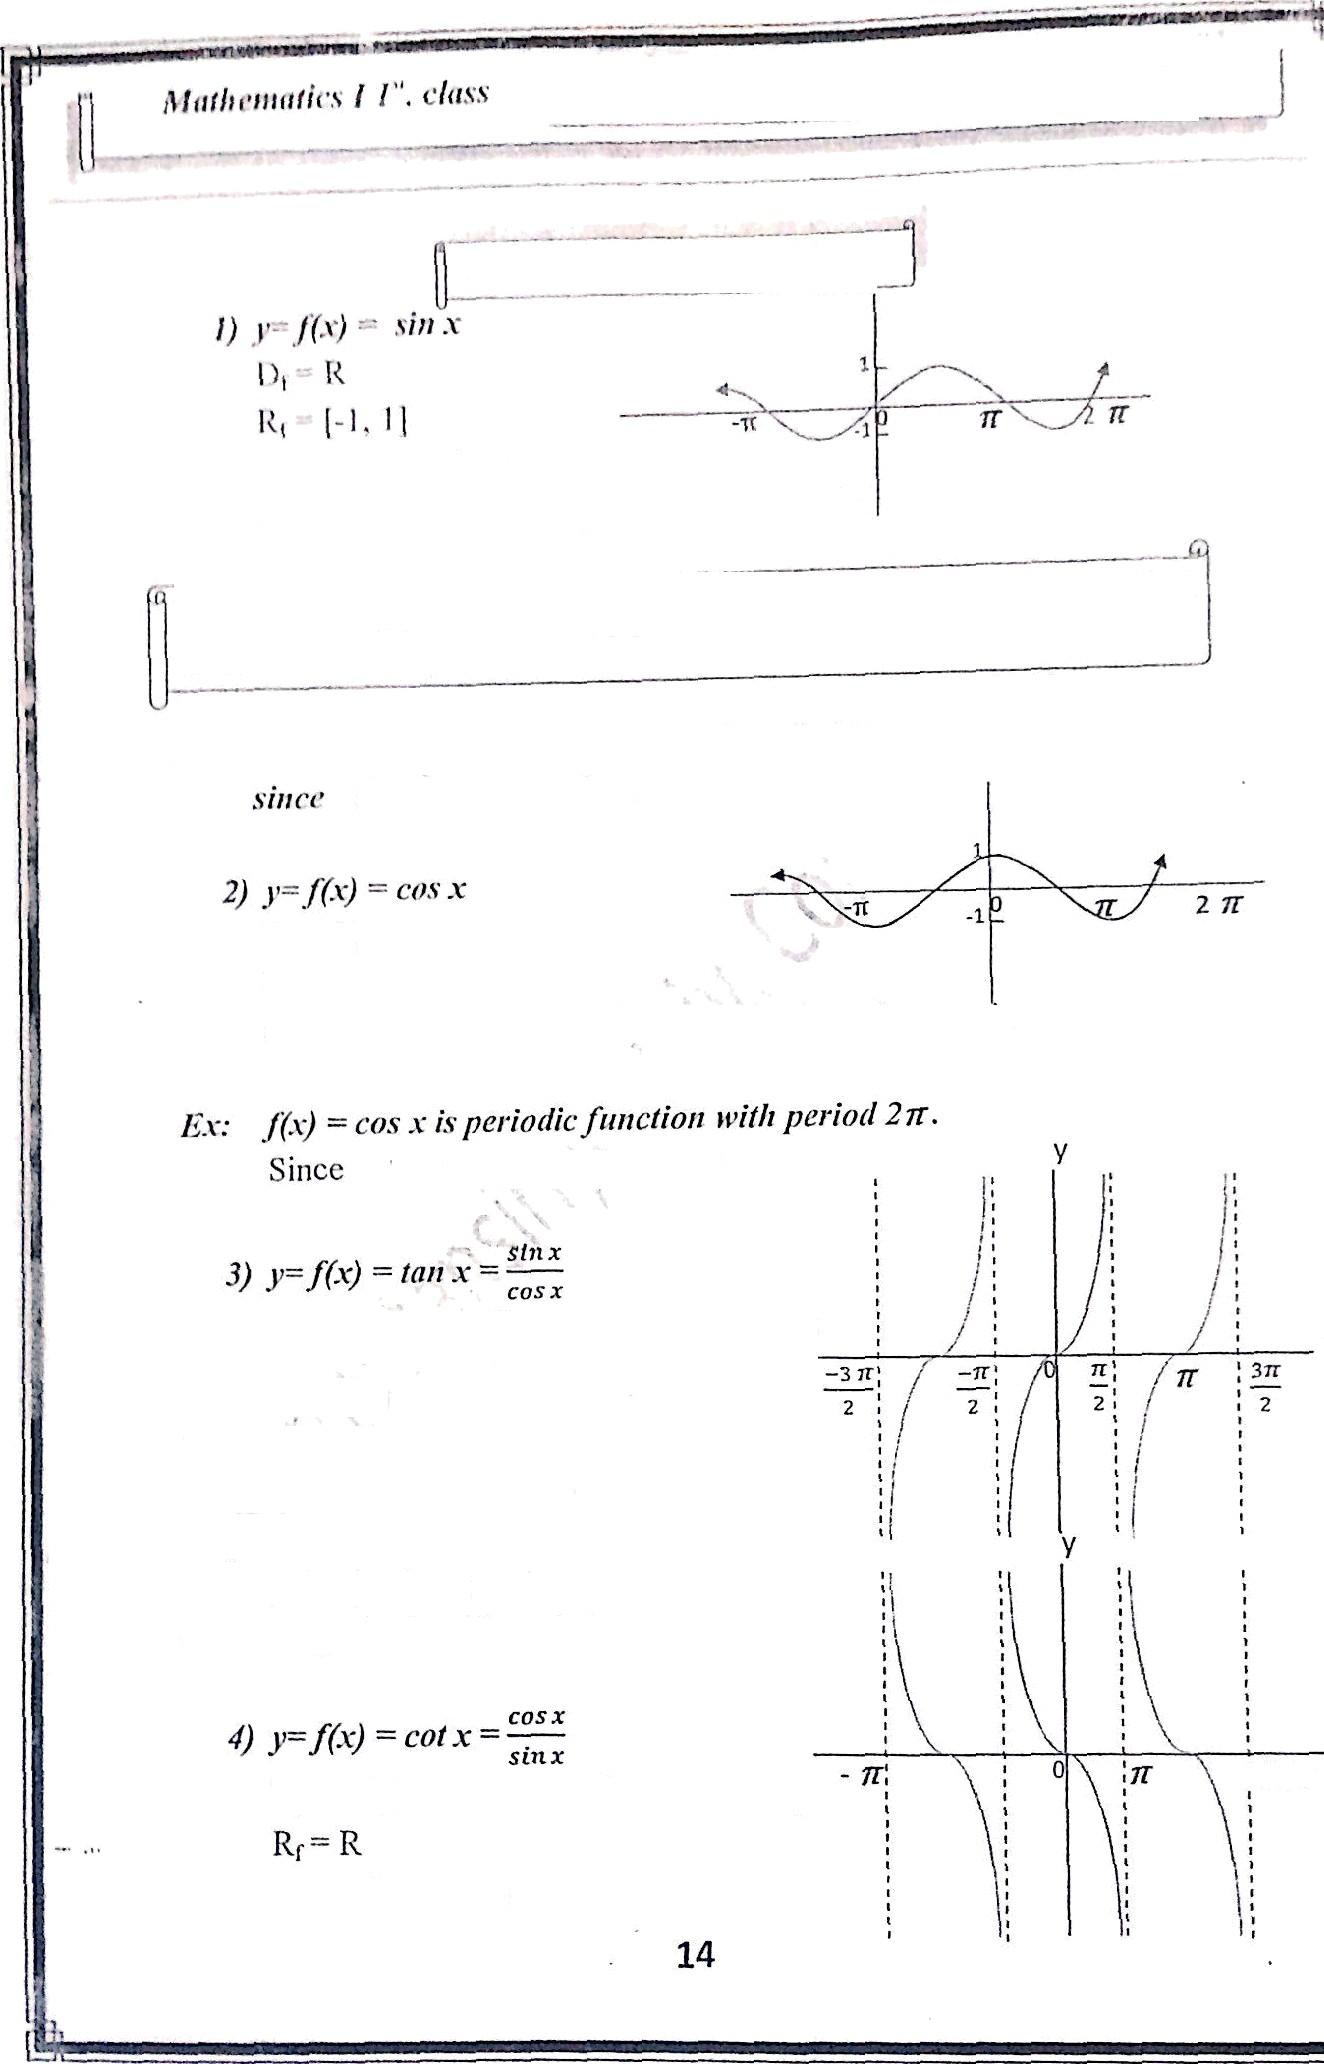 Mathematics I 1st. class
1) y= f(x) = sin x
Df = R
Rf = [-1, 1]
1
-π -1 0 π 2 π
since
2) y= f(x) = cos x
1
-π -1 0 π 2 π
Ex: f(x) = cos x is periodic function with period 2π.
Since
y
3) y= f(x) = tan x = sin x / cos x
-3 π / 2 -π / 2 0 π / 2 π 3π / 2
y
4) y= f(x) = cot x = cos x / sin x
- π 0 π
Rf = R
14